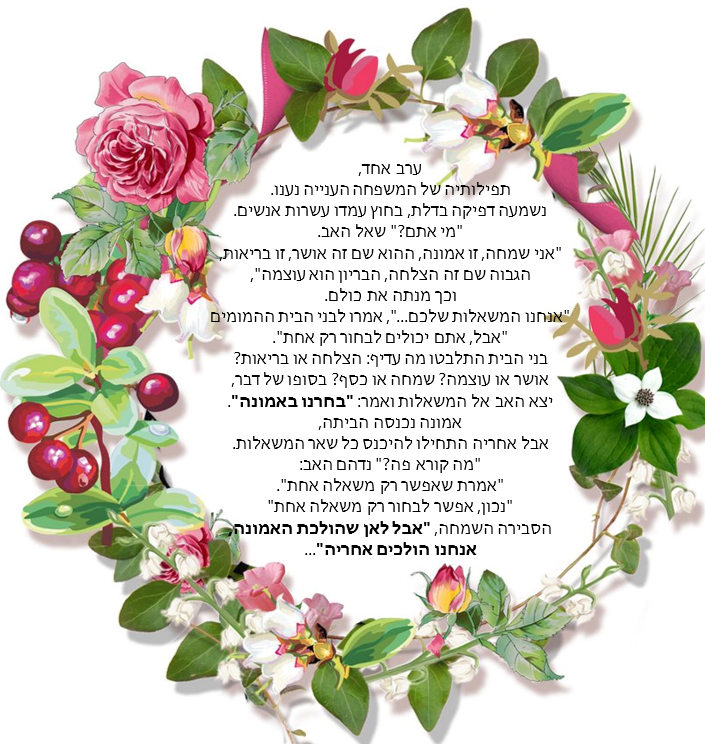 ערב אחד,
תפילותיה של המשפחה הענייה נענו.
נשמעה דפיקה בדלת, בחוץ עמדו עשרות אנשים.
"מי אתם?" שאל האב.
"אני שמחה, זו אמונה, ההוא שם זה אושר, זו בריאות,
הגבוה שם זה הצלחה, הבריון הוא עוצמה",
וכך מנתה את כולם.
"אנחנו המשאלות שלכם...", אמרו לבני הבית ההמומים
"אבל, אתם יכולים לבחור רק אחת".
בני הבית התלבטו מה עדיף: הצלחה או בריאות?
אושר או עוצמה? שמחה או כסף? בסופו של דבר,
יצא האב אל המשאלות ואמר: "בחרנו באמונה".
אמונה נכנסה הביתה,
אבל אחריה התחילו להיכנס כל שאר המשאלות.
"מה קורא פה?" נדהם האב:
"אמרת שאפשר רק משאלה אחת".
"נכון, אפשר לבחור רק משאלה אחת"
הסבירה השמחה, "אבל לאן שהולכת האמונה,
אנחנו הולכים אחריה"...